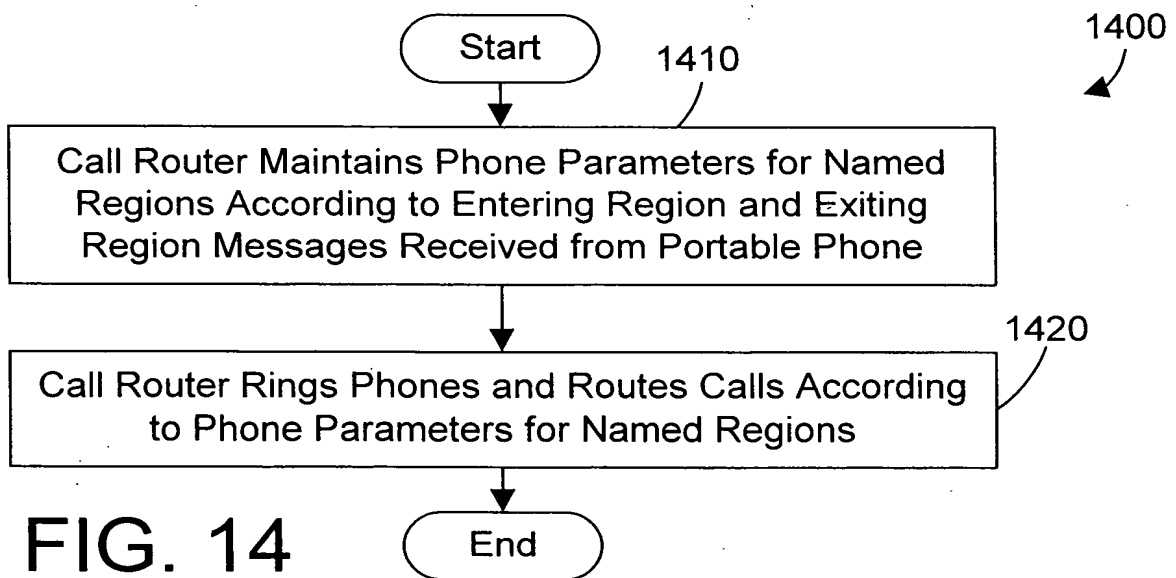 1400
Start
1410
Call Router Maintains Phone Parameters for Named
Regions According to Entering Region and Exiting
Region Messages Received from Portable Phone
1420
Call Router Rings Phones and Routes Calls According
to Phone Parameters for Named Regions
End
FIG. 14